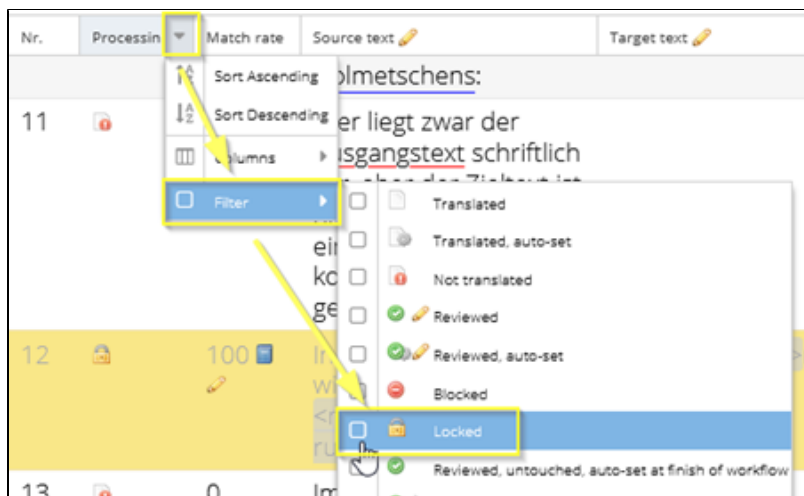 Nr. Processin Match rate Source text Target text
olmetschens:
Sort Ascending
11 Sort Descending er liegt zwar der
Columns usgangstext schriftlich
Filter
Translated
Translated, auto-set
Not translated
Reviewed
12 100 Reviewed, auto-set
Blocked
Locked
Reviewed, untouched, auto-set at finish of workflow
13 0 Im